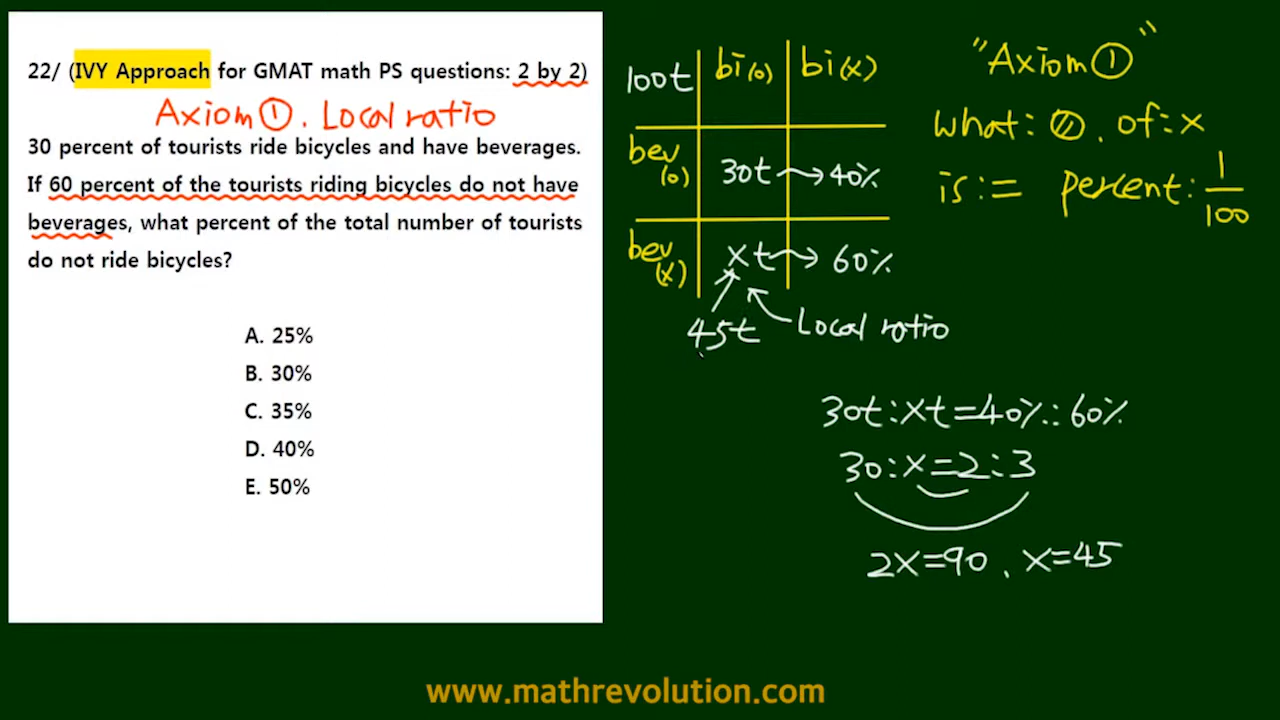 22/ (IVY Approach for GMAT math PS questions: 2 by 2)
Axiom ①. Local ratio
30 percent of tourists ride bicycles and have beverages.
If 60 percent of the tourists riding bicycles do not have
beverages, what percent of the total number of tourists
do not ride bicycles?
A. 25%
B. 30%
C. 35%
D. 40%
E. 50%
100t bi(o) bi(x)
bev(o) 30t → 40%
bev(x) xt → 60%
45t Local ratio
"Axiom ①"
what: , of: x
is: = percent: 1/100
30t:xt=40%:60%
30:x=2:3
2x=90, x=45
www.mathrevolution.com